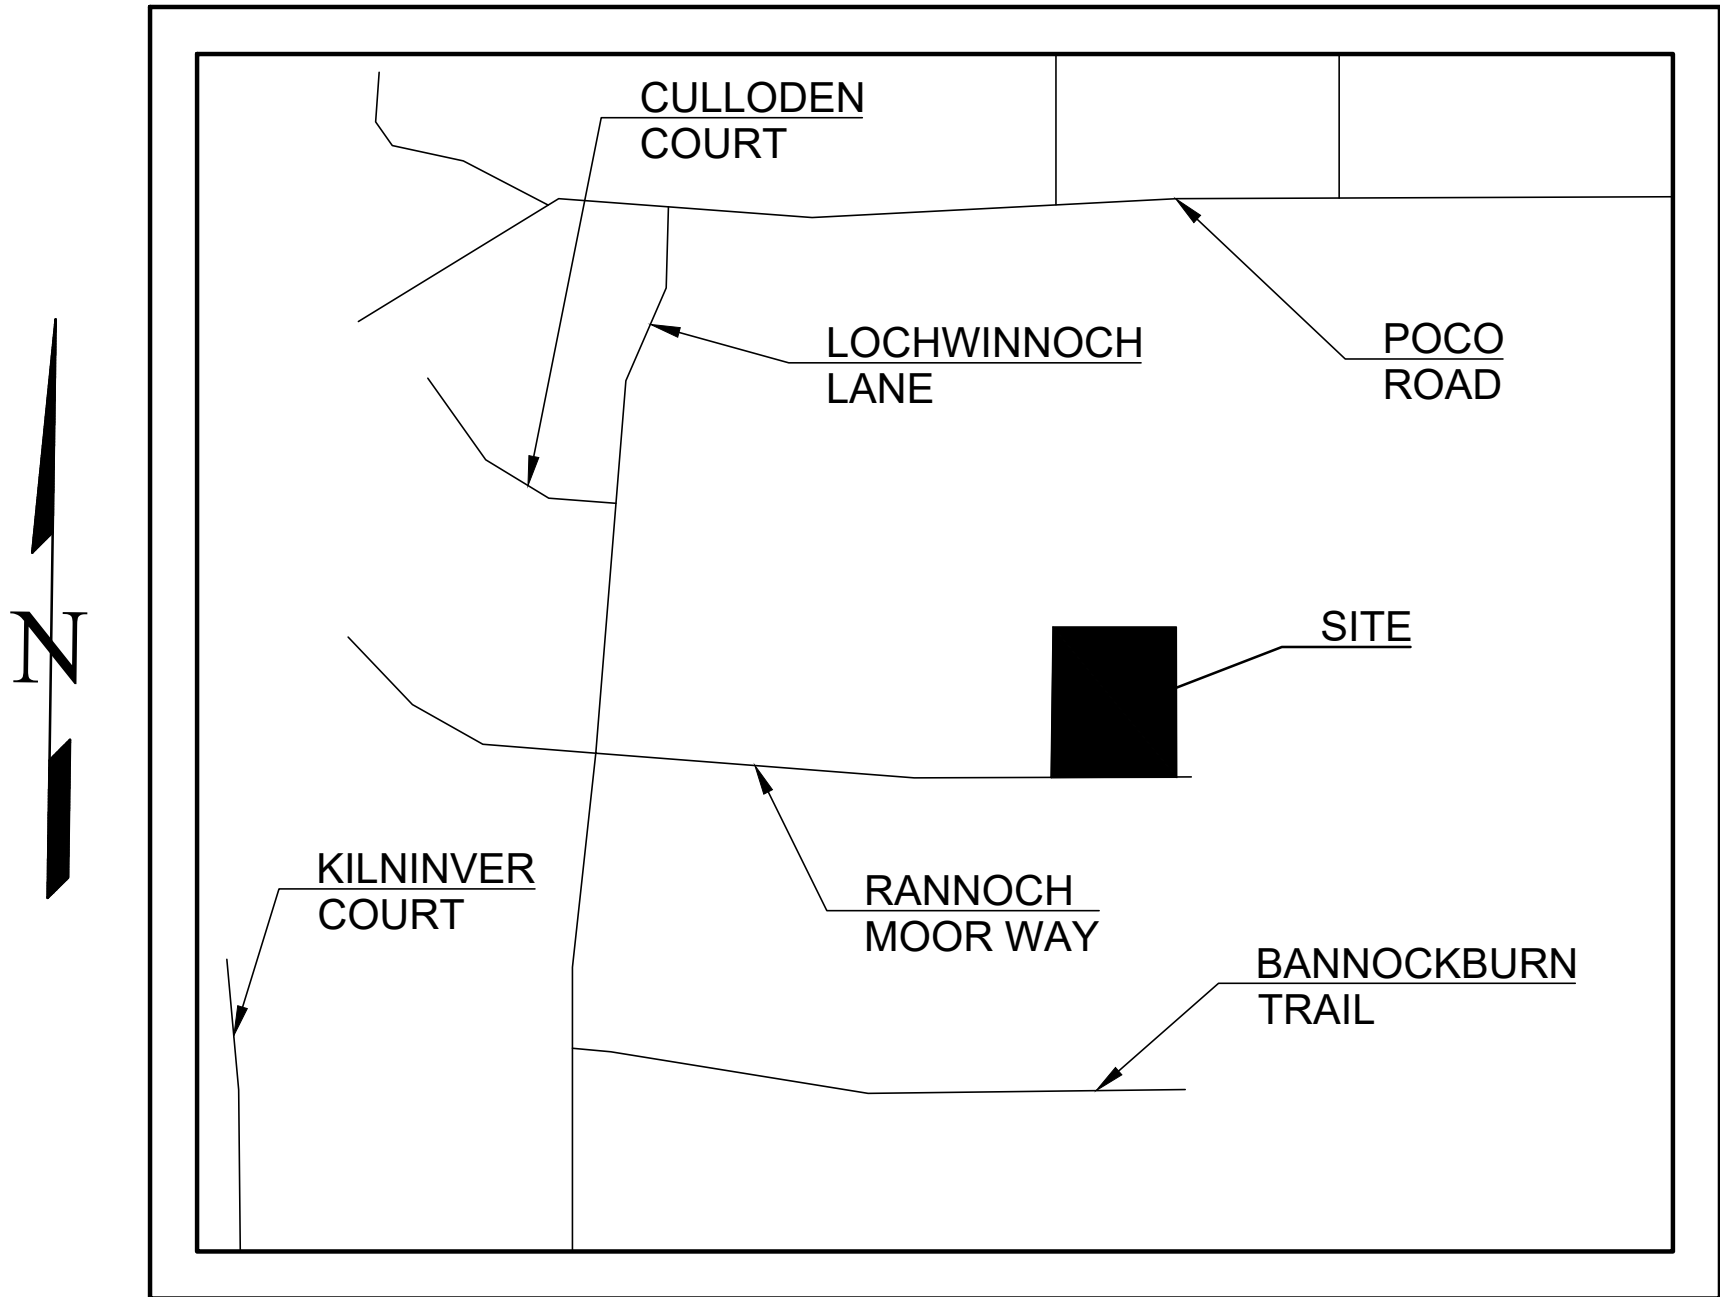 CULLODEN
COURT
LOCHWINNOCH
LANE
POCO
ROAD
N
SITE
KILNINVER
COURT
RANNOCH
MOOR WAY
BANNOCKBURN
TRAIL